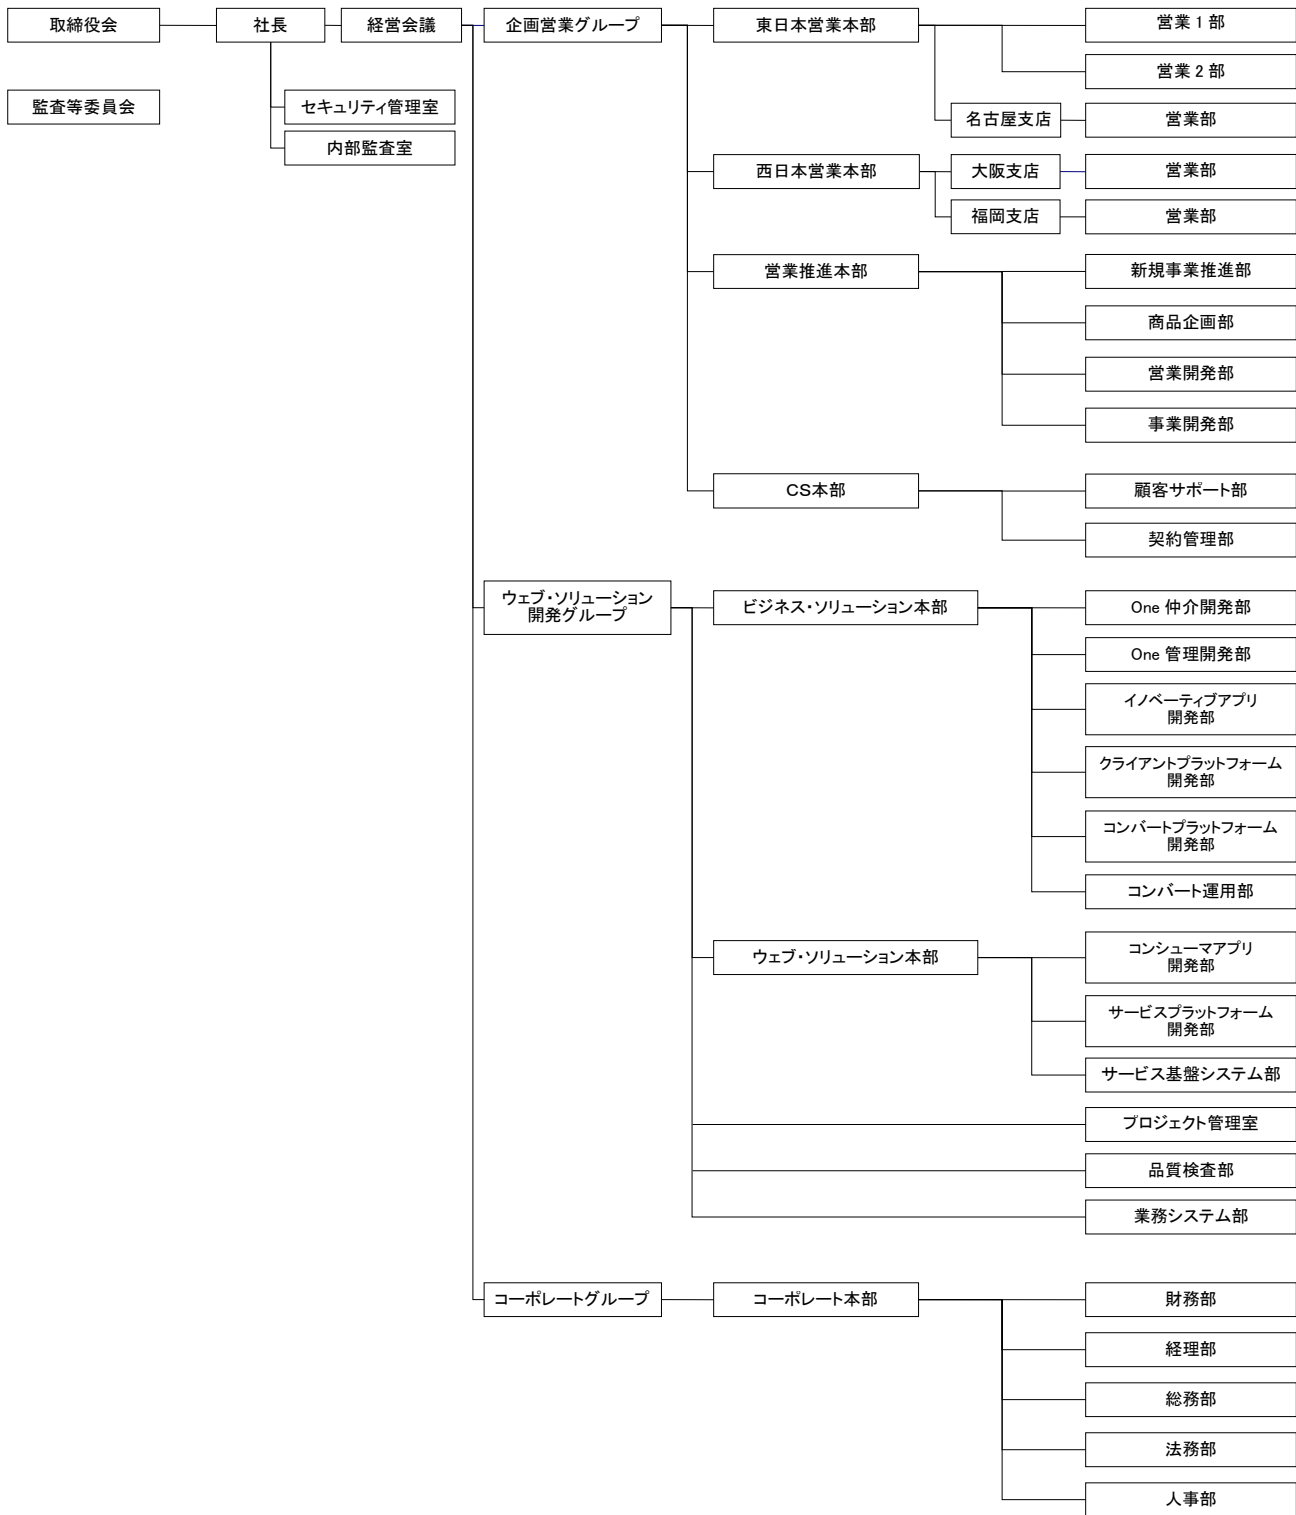 取締役会
社長
経営会議
企画営業グループ
東日本営業本部
営業1部
営業2部
監査等委員会
セキュリティ管理室
名古屋支店
営業部
内部監査室
西日本営業本部
大阪支店
営業部
福岡支店
営業部
営業推進本部
新規事業推進部
商品企画部
営業開発部
事業開発部
CS本部
顧客サポート部
契約管理部
ウェブ・ソリューション
開発グループ
ビジネス・ソリューション本部
One 仲介開発部
One 管理開発部
イノベーティブアプリ
開発部
クライアントプラットフォーム
開発部
コンバートプラットフォーム
開発部
コンバート運用部
ウェブ・ソリューション本部
コンシューマアプリ
開発部
サービスプラットフォーム
開発部
サービス基盤システム部
プロジェクト管理室
品質検査部
業務システム部
コーポレートグループ
コーポレート本部
財務部
経理部
総務部
法務部
人事部